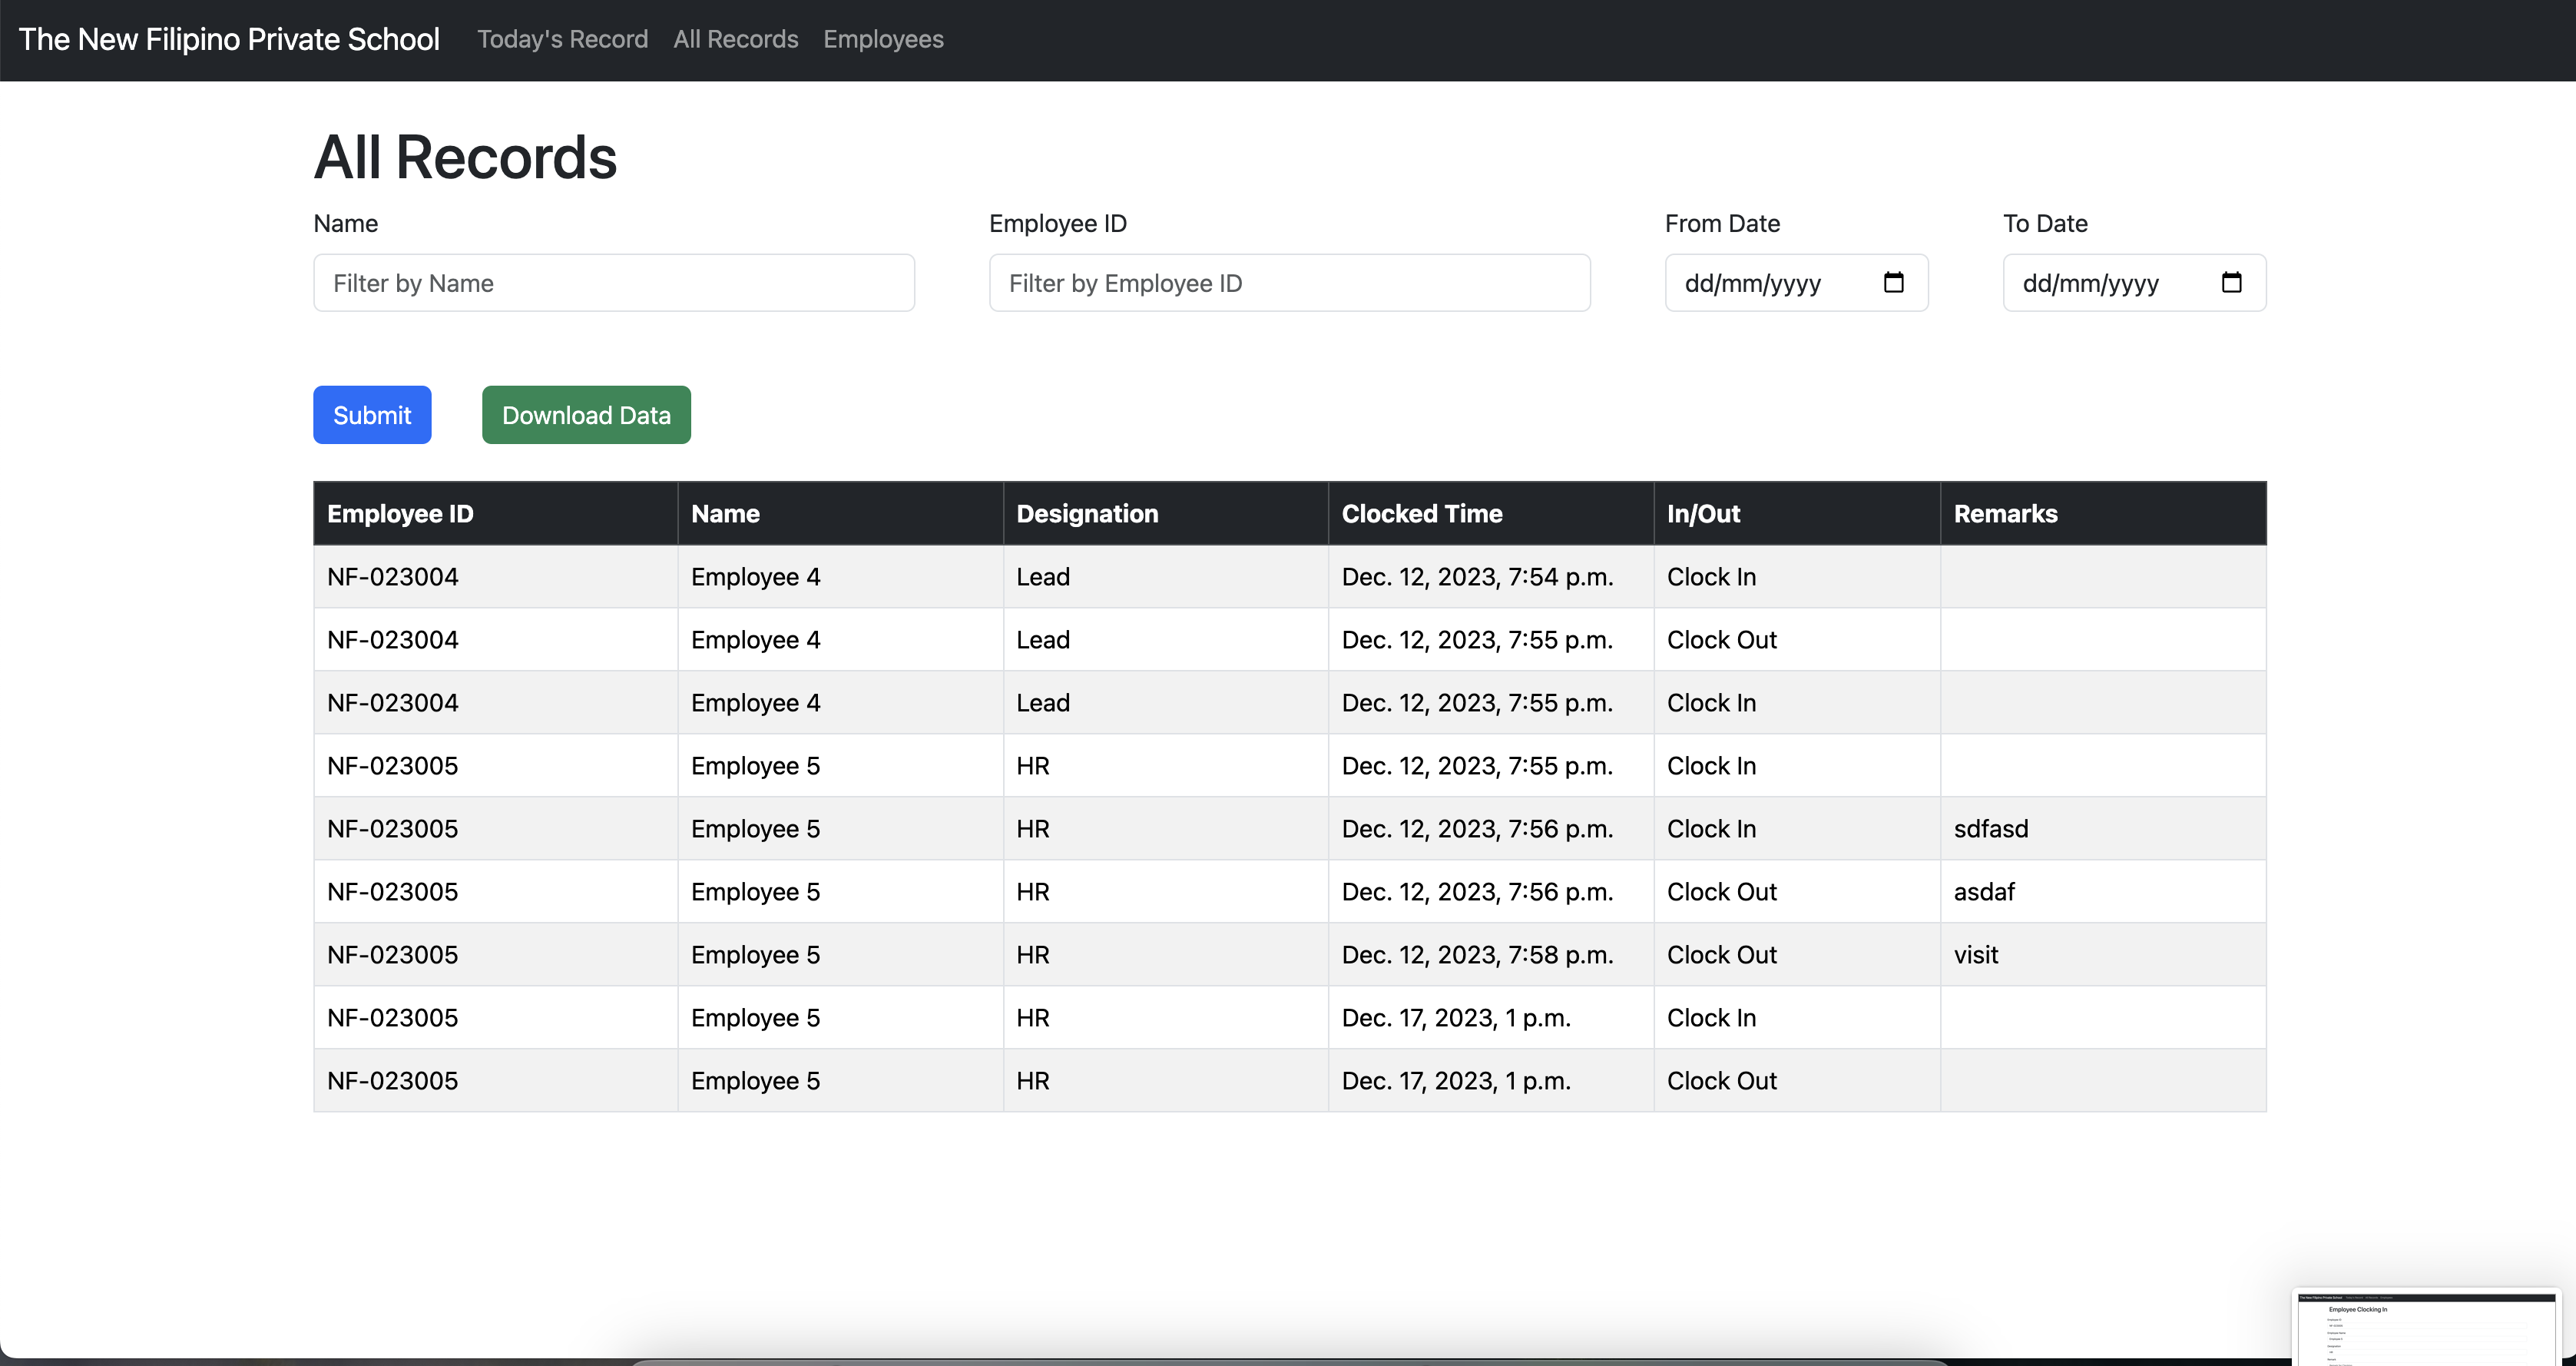 The New Filipino Private School Today's Record All Records Employees
All Records
Name Employee ID From Date To Date
Filter by Name Filter by Employee ID dd/mm/yyyy dd/mm/yyyy
Submit Download Data
Employee ID Name Designation Clocked Time In/Out Remarks
NF-023004 Employee 4 Lead Dec. 12, 2023, 7:54 p.m. Clock In
NF-023004 Employee 4 Lead Dec. 12, 2023, 7:55 p.m. Clock Out
NF-023004 Employee 4 Lead Dec. 12, 2023, 7:55 p.m. Clock In
NF-023005 Employee 5 HR Dec. 12, 2023, 7:55 p.m. Clock In
NF-023005 Employee 5 HR Dec. 12, 2023, 7:56 p.m. Clock In sdfasd
NF-023005 Employee 5 HR Dec. 12, 2023, 7:56 p.m. Clock Out asdaf
NF-023005 Employee 5 HR Dec. 12, 2023, 7:58 p.m. Clock Out visit
NF-023005 Employee 5 HR Dec. 17, 2023, 1 p.m. Clock In
NF-023005 Employee 5 HR Dec. 17, 2023, 1 p.m. Clock Out
Employee Clocking In